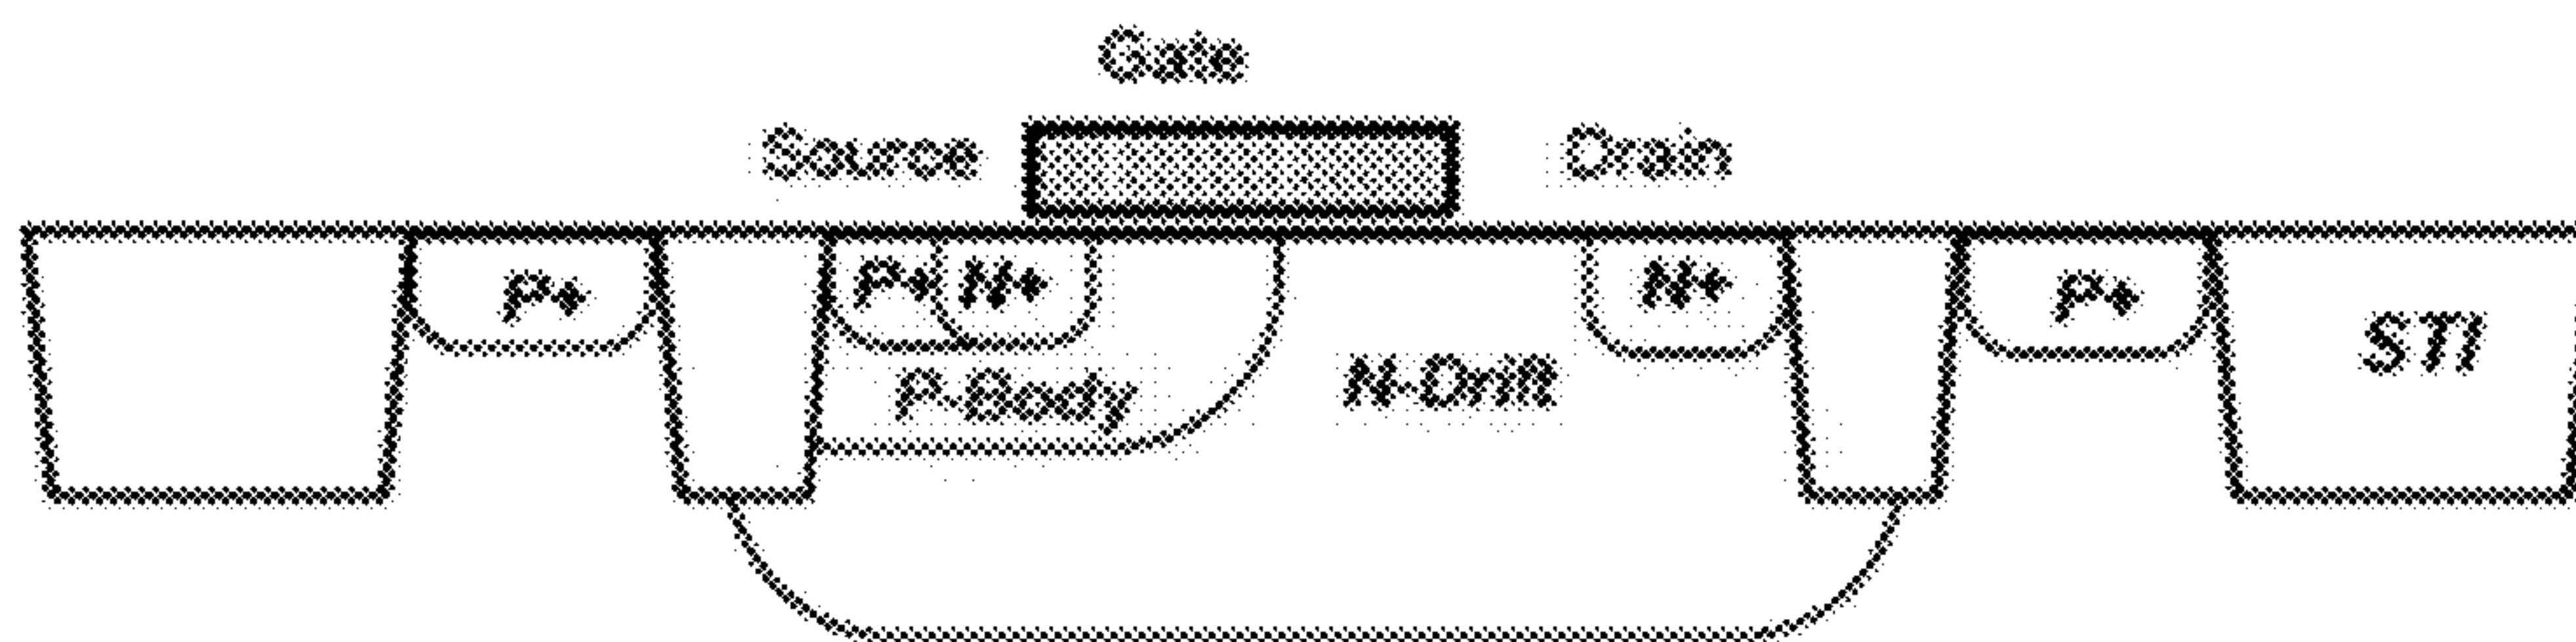 Gate
Source Drain
P+ P+ N+ N+ P+
STI
P-Body N-Drift